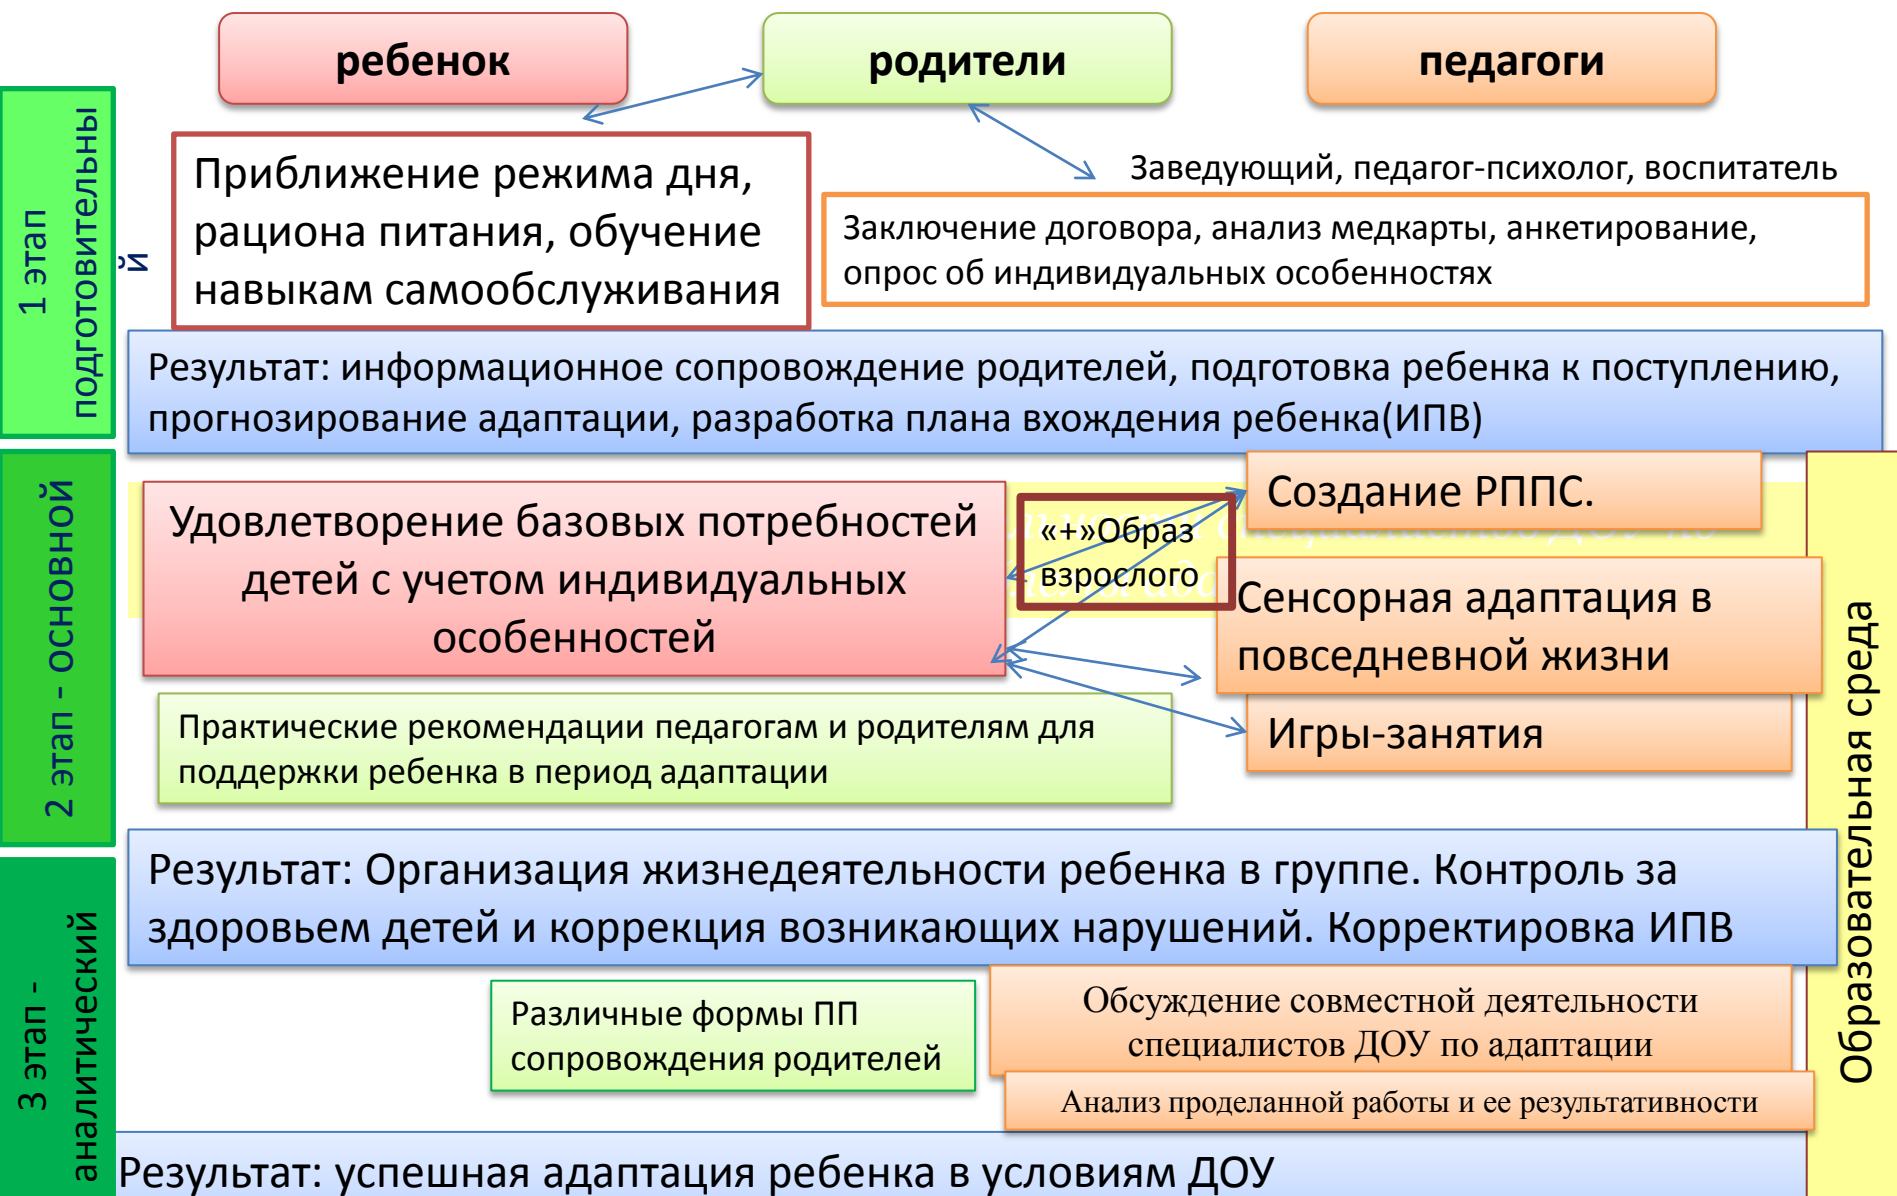 ребенок
родители
педагоги
1 этап
подготовительны
й
Приближение режима дня,
рациона питания, обучение
навыкам самообслуживания
Заведующий, педагог-психолог, воспитатель
Заключение договора, анализ медкарты, анкетирование,
опрос об индивидуальных особенностях
Результат: информационное сопровождение родителей, подготовка ребенка к поступлению,
прогнозирование адаптации, разработка плана вхождения ребенка(ИПВ)
2 этап - основной
Удовлетворение базовых потребностей
детей с учетом индивидуальных
особенностей
«+»Образ
взрослого
Создание РППС.
Сенсорная адаптация в
повседневной жизни
Игры-занятия
Практические рекомендации педагогам и родителям для
поддержки ребенка в период адаптации
Образовательная среда
Результат: Организация жизнедеятельности ребенка в группе. Контроль за
здоровьем детей и коррекция возникающих нарушений. Корректировка ИПВ
3 этап -
аналитический
Различные формы ПП
сопровождения родителей
Обсуждение совместной деятельности
специалистов ДОУ по адаптации
Анализ проделанной работы и ее результативности
Результат: успешная адаптация ребенка в условиям ДОУ